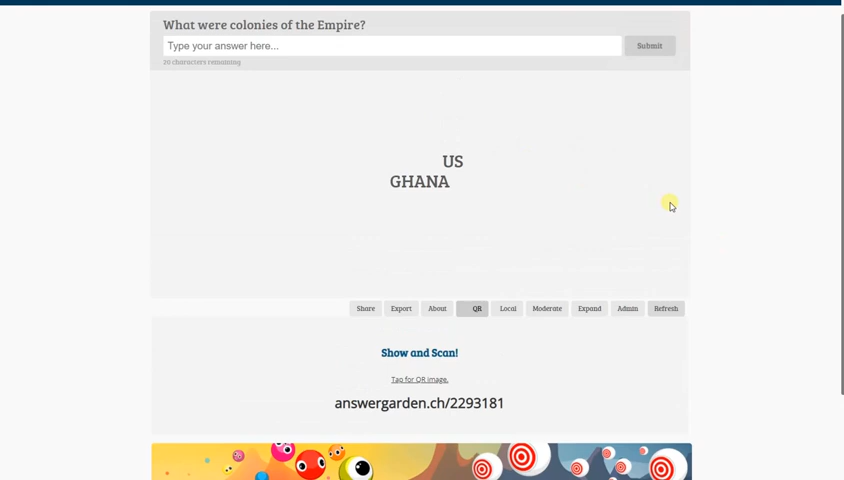 What were colonies of the Empire?
Type your answer here...
Submit
20 characters remaining
US
GHANA
Share
Export
About
QR
Local
Moderate
Expand
Admin
Refresh
Show and Scan!
Tap for QR image.
answergarden.ch/2293181